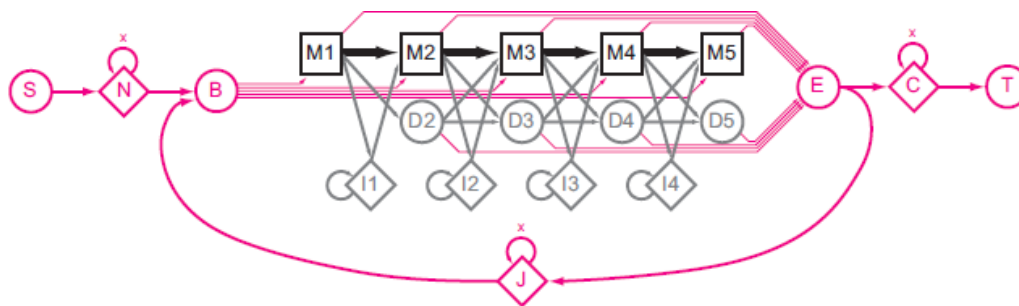 x
x
M1 M2 M3 M4 M5
S N B E C T
D2 D3 D4 D5
I1 I2 I3 I4
x
J